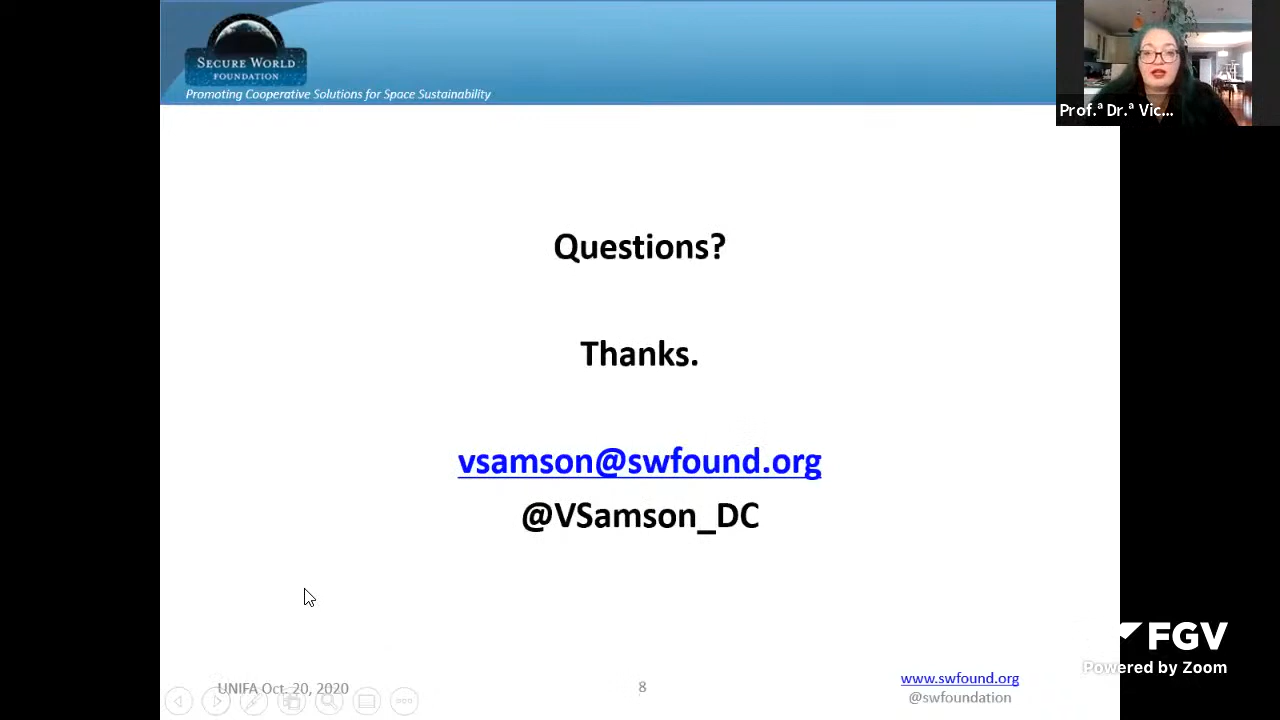 SECURE WORLD
FOUNDATION
Promoting Cooperative Solutions for Space Sustainability
Prof.ª Dr.ª Vic...
Questions?
Thanks.
vsamson@swfound.org
@VSamson_DC
UNIFA Oct. 20, 2020
8
www.swfound.org
@swfoundation
FGV
Powered by Zoom